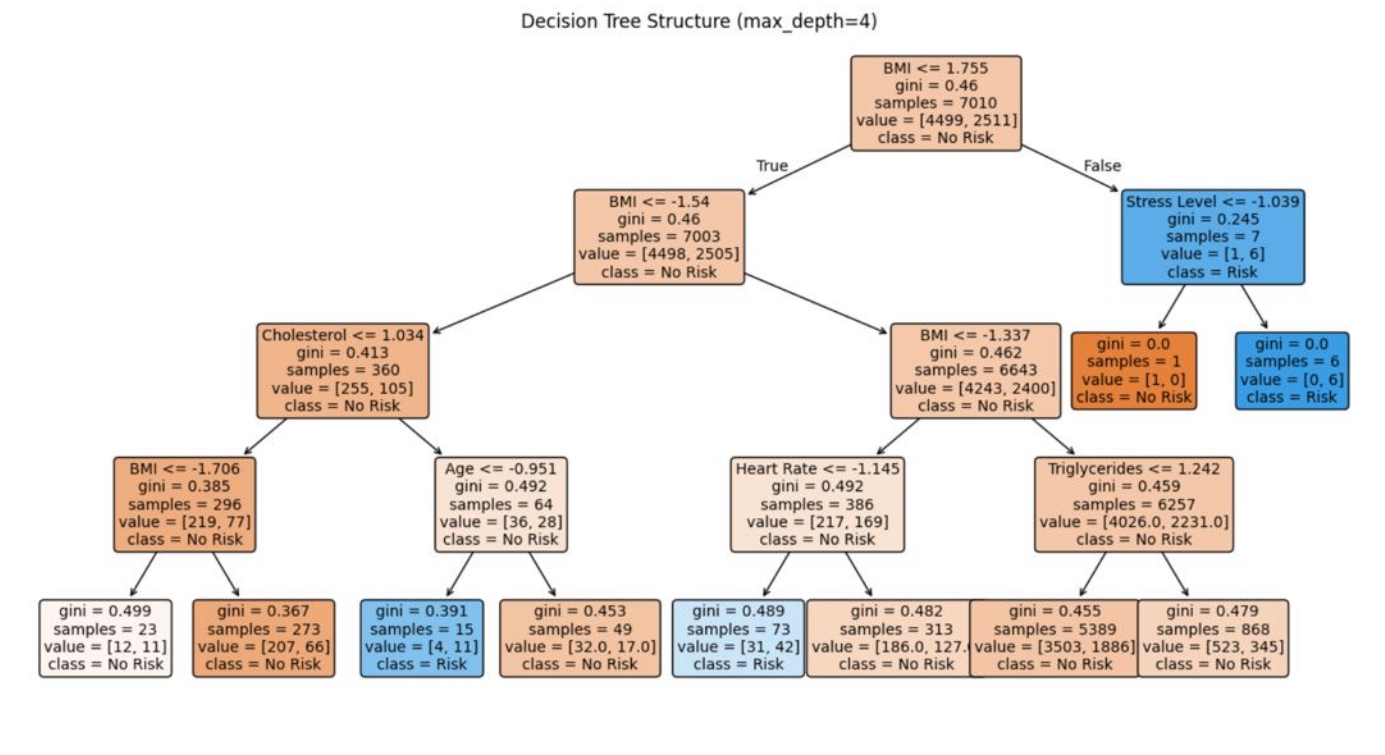 Decision Tree Structure (max_depth=4)
BMI <= 1.755
gini = 0.46
samples = 7010
value = [4499, 2511]
class = No Risk
True
False
BMI <= -1.54
gini = 0.46
samples = 7003
value = [4498, 2505]
class = No Risk
Stress Level <= -1.039
gini = 0.245
samples = 7
value = [1, 6]
class = Risk
Cholesterol <= 1.034
gini = 0.413
samples = 360
value = [255, 105]
class = No Risk
BMI <= -1.337
gini = 0.462
samples = 6643
value = [4243, 2400]
class = No Risk
gini = 0.0
samples = 1
value = [1, 0]
class = No Risk
gini = 0.0
samples = 6
value = [0, 6]
class = Risk
BMI <= -1.706
gini = 0.385
samples = 296
value = [219, 77]
class = No Risk
Age <= -0.951
gini = 0.492
samples = 64
value = [36, 28]
class = No Risk
Heart Rate <= -1.145
gini = 0.492
samples = 386
value = [217, 169]
class = No Risk
Triglycerides <= 1.242
gini = 0.459
samples = 6257
value = [4026.0, 2231.0]
class = No Risk
gini = 0.499
samples = 23
value = [12, 11]
class = No Risk
gini = 0.367
samples = 273
value = [207, 66]
class = No Risk
gini = 0.391
samples = 15
value = [4, 11]
class = Risk
gini = 0.453
samples = 49
value = [32.0, 17.0]
class = No Risk
gini = 0.489
samples = 73
value = [31, 42]
class = Risk
gini = 0.482
samples = 313
value = [186.0, 127.
class = No Risk
gini = 0.455
samples = 5389
value = [3503, 1886]
class = No Risk
gini = 0.479
samples = 868
value = [523, 345]
class = No Risk